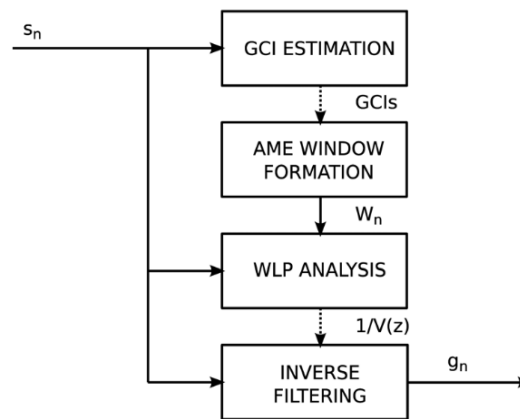 s_n
GCI ESTIMATION
GCIs
AME WINDOW
FORMATION
W_n
WLP ANALYSIS
1/V(z)
INVERSE
FILTERING
g_n